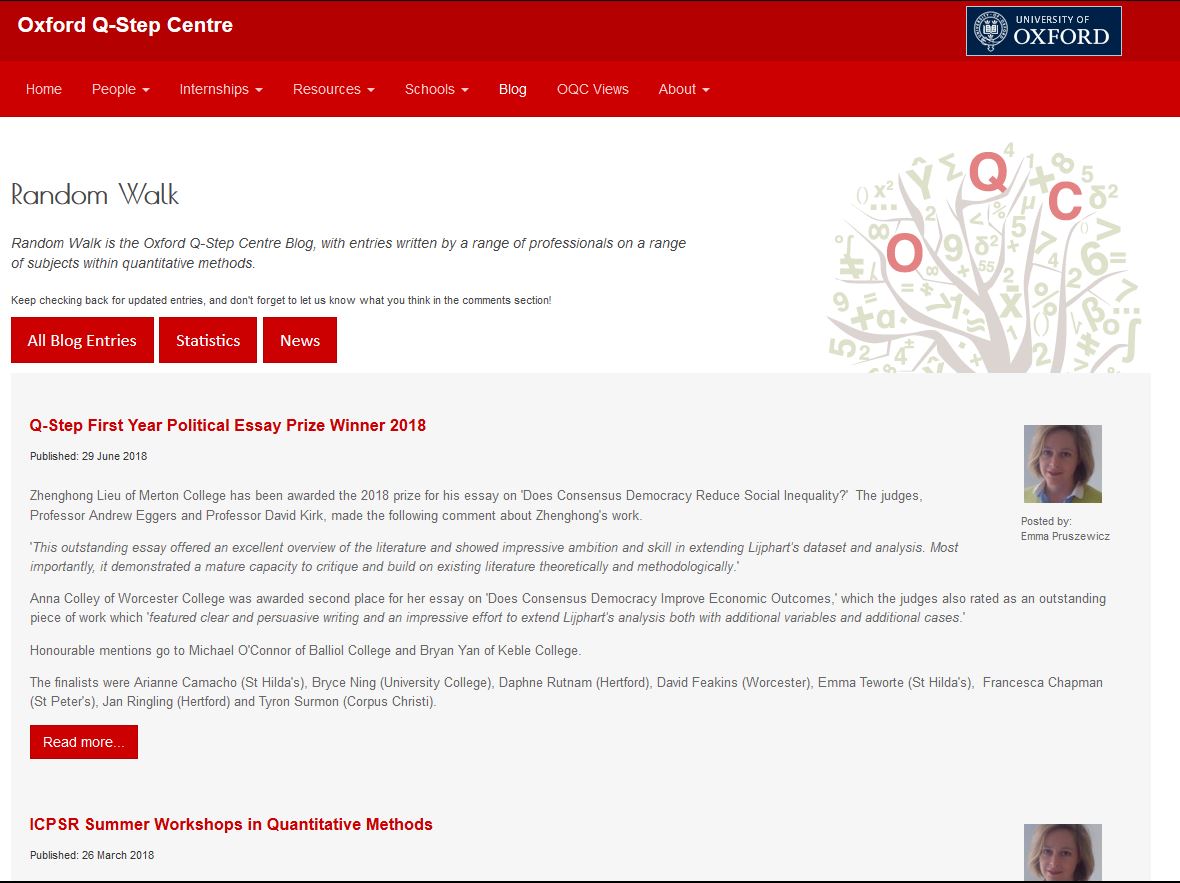 Oxford Q-Step Centre
UNIVERSITY OF
OXFORD
Home People Internships Resources Schools Blog OQC Views About
Random Walk
Random Walk is the Oxford Q-Step Centre Blog, with entries written by a range of professionals on a range
of subjects within quantitative methods.
Keep checking back for updated entries, and don't forget to let us know what you think in the comments section!
O Q C
All Blog Entries Statistics News
Q-Step First Year Political Essay Prize Winner 2018
Published: 29 June 2018
Zhenghong Lieu of Merton College has been awarded the 2018 prize for his essay on 'Does Consensus Democracy Reduce Social Inequality?' The judges,
Professor Andrew Eggers and Professor David Kirk, made the following comment about Zhenghong's work.
'This outstanding essay offered an excellent overview of the literature and showed impressive ambition and skill in extending Lijphart's dataset and analysis. Most
importantly, it demonstrated a mature capacity to critique and build on existing literature theoretically and methodologically.'
Posted by:
Emma Pruszewicz
Anna Colley of Worcester College was awarded second place for her essay on 'Does Consensus Democracy Improve Economic Outcomes,' which the judges also rated as an outstanding
piece of work which 'featured clear and persuasive writing and an impressive effort to extend Lijphart's analysis both with additional variables and additional cases.'
Honourable mentions go to Michael O'Connor of Balliol College and Bryan Yan of Keble College.
The finalists were Arianne Camacho (St Hilda's), Bryce Ning (University College), Daphne Rutnam (Hertford), David Feakins (Worcester), Emma Teworte (St Hilda's), Francesca Chapman
(St Peter's), Jan Ringling (Hertford) and Tyron Surmon (Corpus Christi).
Read more...
ICPSR Summer Workshops in Quantitative Methods
Published: 26 March 2018